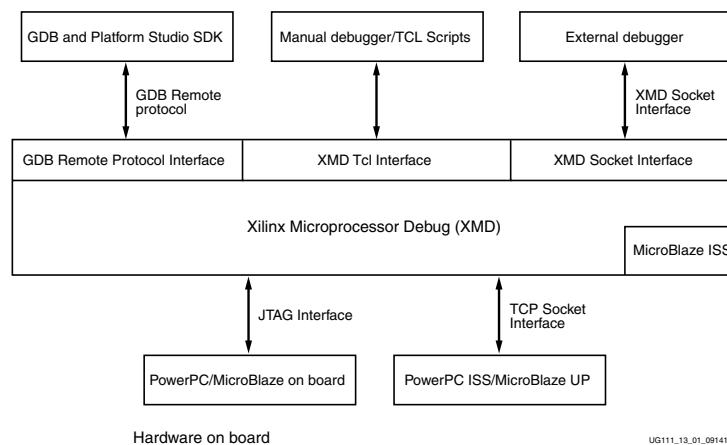 GDB and Platform Studio SDK
Manual debugger/TCL Scripts
External debugger
GDB Remote
protocol
XMD Socket
Interface
GDB Remote Protocol Interface
XMD Tcl Interface
XMD Socket Interface
Xilinx Microprocessor Debug (XMD)
MicroBlaze ISS
JTAG Interface
TCP Socket
Interface
PowerPC/MicroBlaze on board
PowerPC ISS/MicroBlaze UP
Hardware on board
UG111_13_01_09141